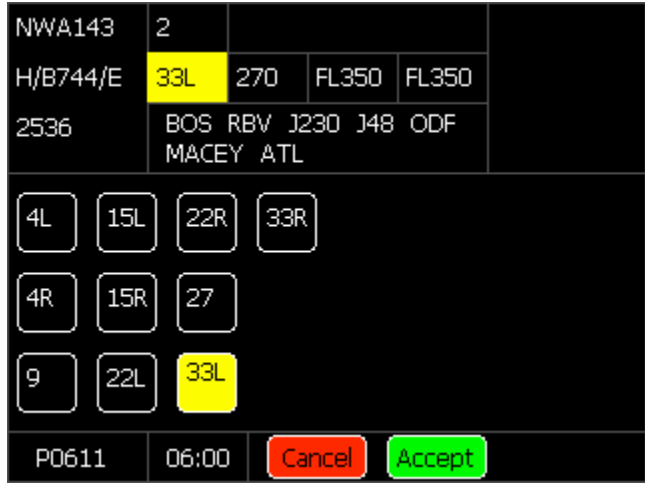 NWA143 2
H/B744/E 33L 270 FL350 FL350
2536 BOS RBV J230 J48 ODF
MACEY ATL
4L 15L 22R 33R
4R 15R 27
9 22L 33L
P0611 06:00 Cancel Accept